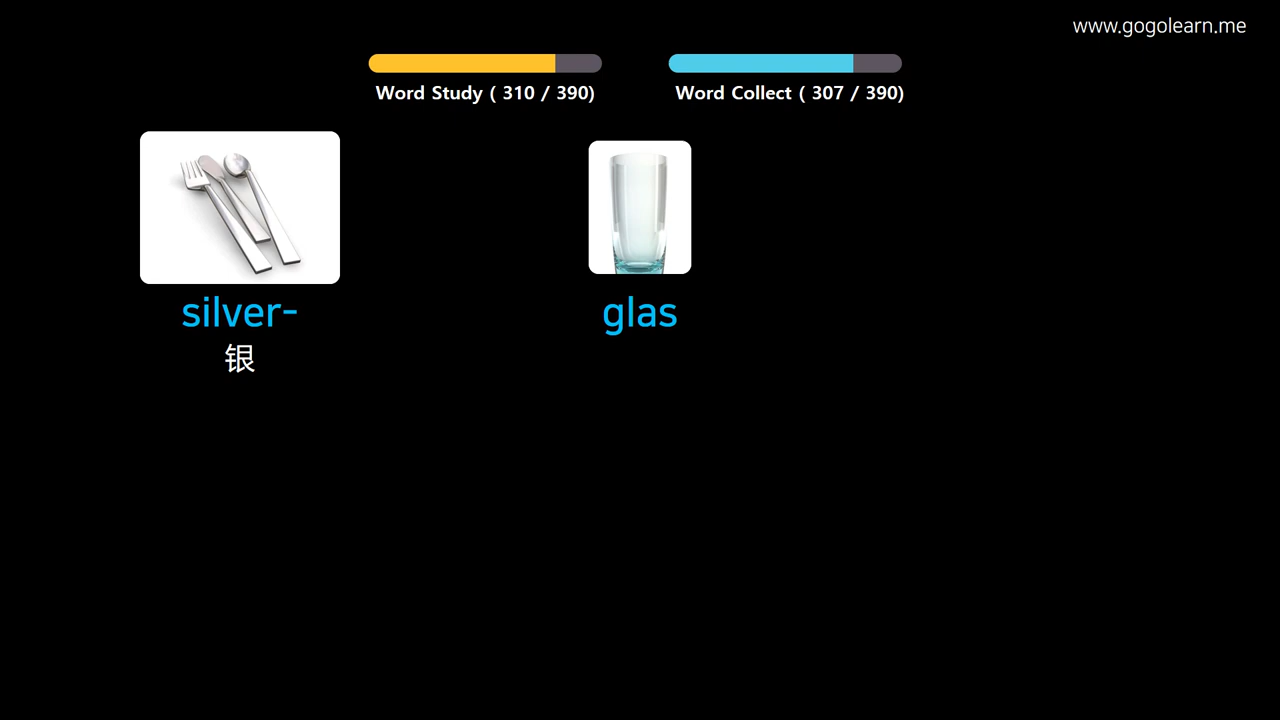 www.gogolearn.me
Word Study ( 310 / 390)
Word Collect ( 307 / 390)
silver-
银
glas